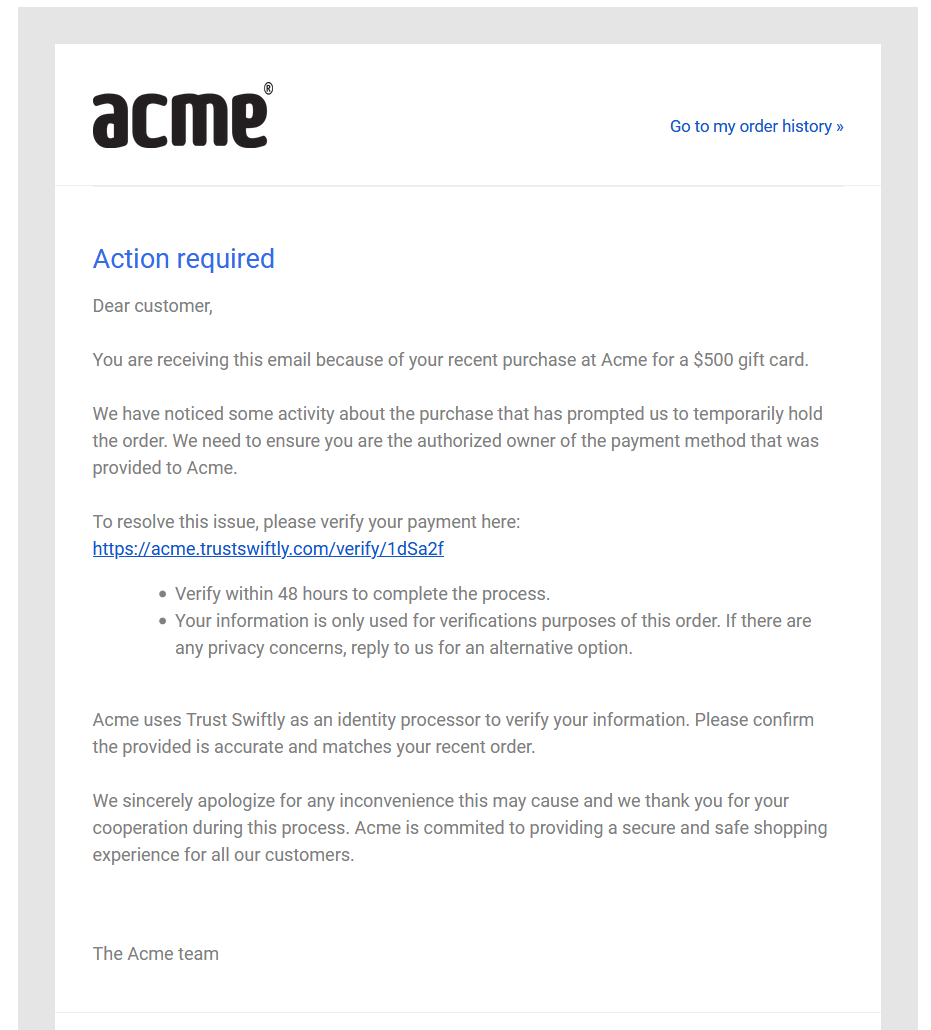 acme®
Go to my order history »
Action required
Dear customer,
You are receiving this email because of your recent purchase at Acme for a $500 gift card.
We have noticed some activity about the purchase that has prompted us to temporarily hold
the order. We need to ensure you are the authorized owner of the payment method that was
provided to Acme.
To resolve this issue, please verify your payment here:
https://acme.trustswiftly.com/verify/1dSa2f
• Verify within 48 hours to complete the process.
• Your information is only used for verifications purposes of this order. If there are
any privacy concerns, reply to us for an alternative option.
Acme uses Trust Swiftly as an identity processor to verify your information. Please confirm
the provided is accurate and matches your recent order.
We sincerely apologize for any inconvenience this may cause and we thank you for your
cooperation during this process. Acme is commited to providing a secure and safe shopping
experience for all our customers.
The Acme team